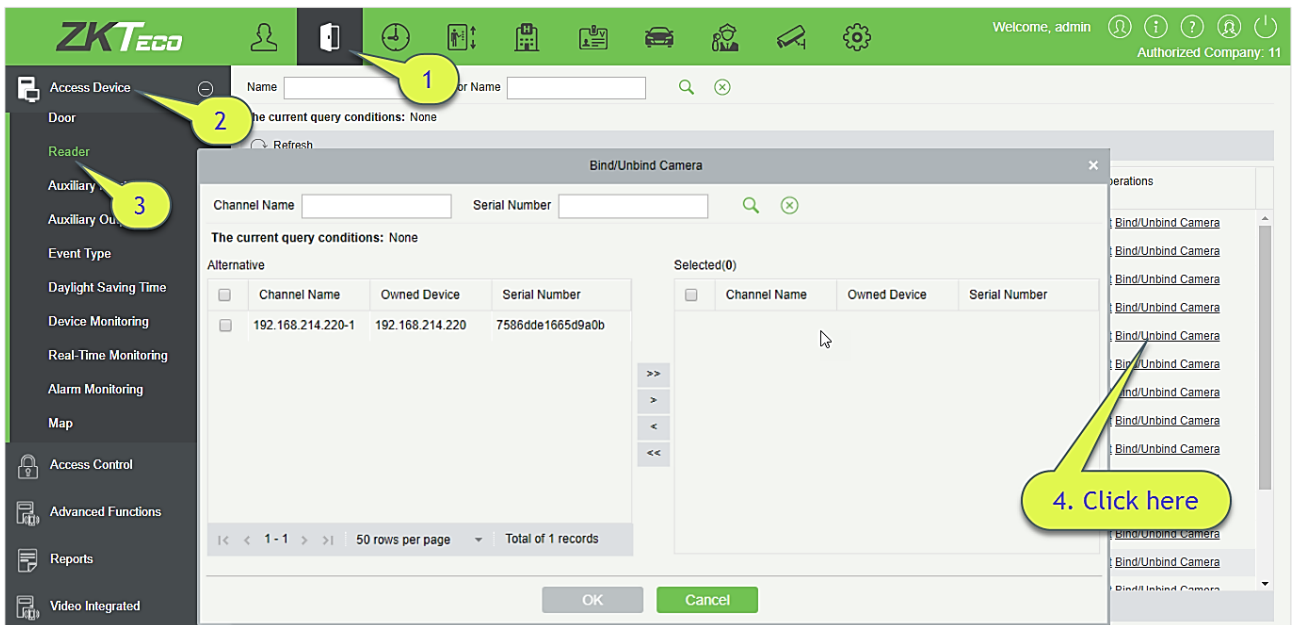 ZKTeco
Welcome, admin
Authorized Company: 11
1
Access Device
2
Door
Reader
3
Auxiliary
Auxiliary
Event Type
Daylight Saving Time
Device Monitoring
Real-Time Monitoring
Alarm Monitoring
Map
Access Control
Advanced Functions
Reports
Video Integrated
Name
Name
The current query conditions: None
Refresh
Bind/Unbind Camera
×
Channel Name
Serial Number
The current query conditions: None
Alternative
Channel Name Owned Device Serial Number
192.168.214.220-1 192.168.214.220 7586dde1665d9a0b
|< < 1-1 > >| 50 rows per page Total of 1 records
>>
>
<
<<
Selected(0)
Channel Name Owned Device Serial Number
OK
Cancel
perations
Bind/Unbind Camera
Bind/Unbind Camera
Bind/Unbind Camera
Bind/Unbind Camera
Bind/Unbind Camera
Bind/Unbind Camera
Bind/Unbind Camera
Bind/Unbind Camera
Bind/Unbind Camera
4. Click here
Bind/Unbind Camera
Bind/Unbind Camera
Bind/Unbind Camera